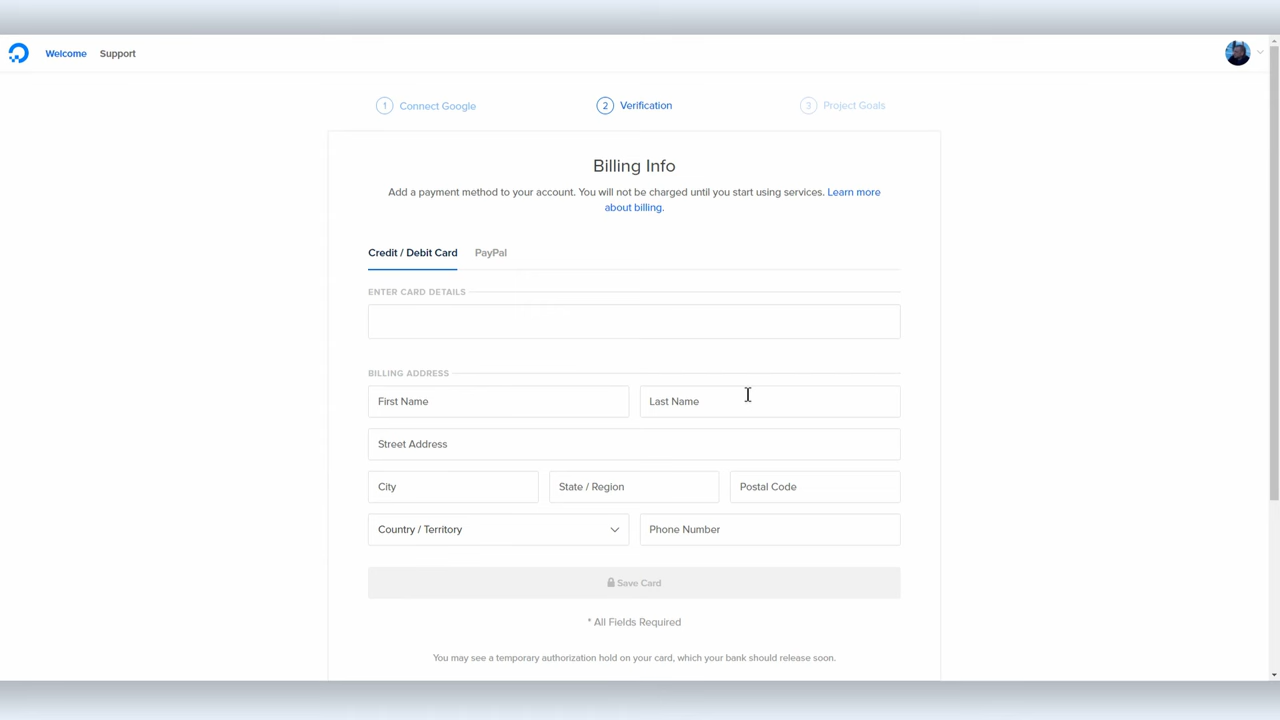 Welcome Support
1 Connect Google 2 Verification 3 Project Goals
Billing Info
Add a payment method to your account. You will not be charged until you start using services. Learn more
about billing.
Credit / Debit Card PayPal
ENTER CARD DETAILS
BILLING ADDRESS
First Name Last Name
Street Address
City State / Region Postal Code
Country / Territory Phone Number
Save Card
* All Fields Required
You may see a temporary authorization hold on your card, which your bank should release soon.